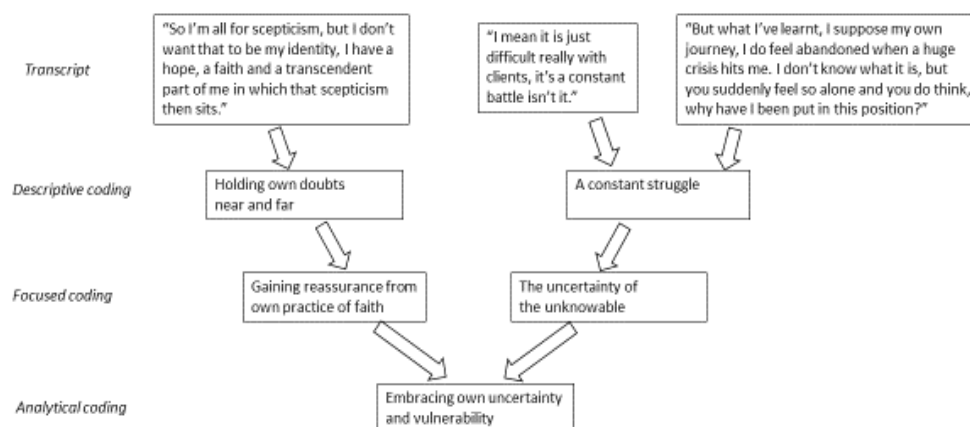 Transcript
“So I’m all for scepticism, but I don’t
want that to be my identity, I have a
hope, a faith and a transcendent
part of me in which that scepticism
then sits.”
“I mean it is just
difficult really with
clients, it’s a constant
battle isn’t it.”
“But what I’ve learnt, I suppose my own
journey, I do feel abandoned when a huge
crisis hits me. I don’t know what it is, but
you suddenly feel so alone and you do think,
why have I been put in this position?”
Descriptive coding
Holding own doubts
near and far
A constant struggle
Focused coding
Gaining reassurance from
own practice of faith
The uncertainty of
the unknowable
Analytical coding
Embracing own uncertainty
and vulnerability